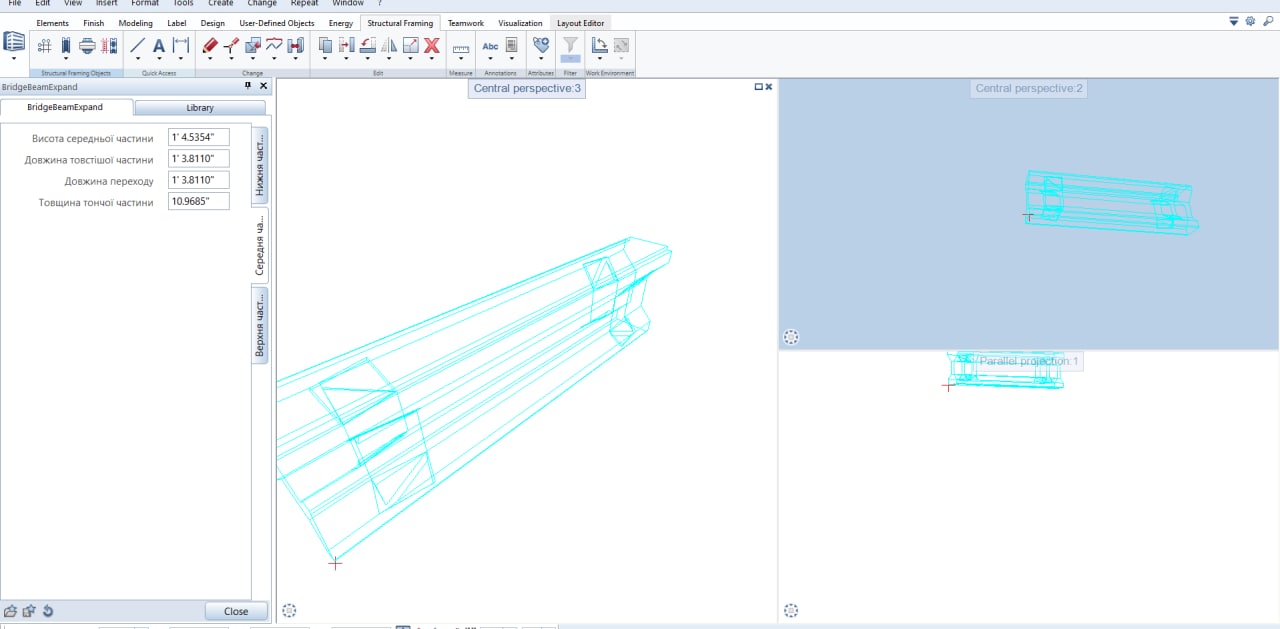 File Edit View Insert Format Tools Create Change Repeat Window ?
Elements Finish Modeling Label Design User-Defined Objects Energy Structural Framing Teamwork Visualization Layout Editor
A Abc
Structural Framing Objects Quick Access Change Edit Measure Annotations Attributes Filter Work Environment
BridgeBeamExpand
BridgeBeamExpand Library
Висота середньої частини 1' 4.5354"
Довжина товстішої частини 1' 3.8110"
Довжина переходу 1' 3.8110"
Товщина тончої частини 10.9685"
Нижня част...
Середня ча...
Верхня част...
Close
Central perspective:3
Central perspective:2
Parallel projection:1